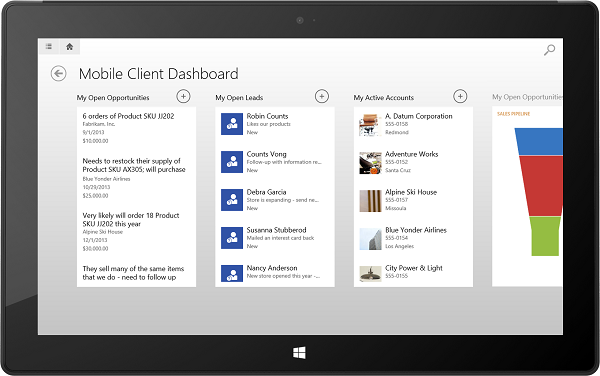 Mobile Client Dashboard
My Open Opportunities
6 orders of Product SKU JJ202
Fabrikam, Inc.
9/1/2013
$10,000.00
Needs to restock their supply of
Product SKU AX305; will purchase
Blue Yonder Airlines
10/29/2013
$25,000.00
Very likely will order 18 Product
SKU JJ202 this year
Alpine Ski House
12/1/2013
$30,000.00
They sell many of the same items
that we do - need to follow up
My Open Leads
Robin Counts
Likes our products
New
Counts Vong
Follow-up with information re...
New
Debra Garcia
Store is expanding - send ne...
New
Susanna Stubberod
Mailed an interest card back
New
Nancy Anderson
New store opened this year -...
My Active Accounts
A. Datum Corporation
555-0158
Redmond
Adventure Works
555-0152
Santa Cruz
Alpine Ski House
555-0157
Missoula
Blue Yonder Airlines
555-0154
Los Angeles
City Power & Light
555-0155
My Open Opportunities
SALES PIPELINE